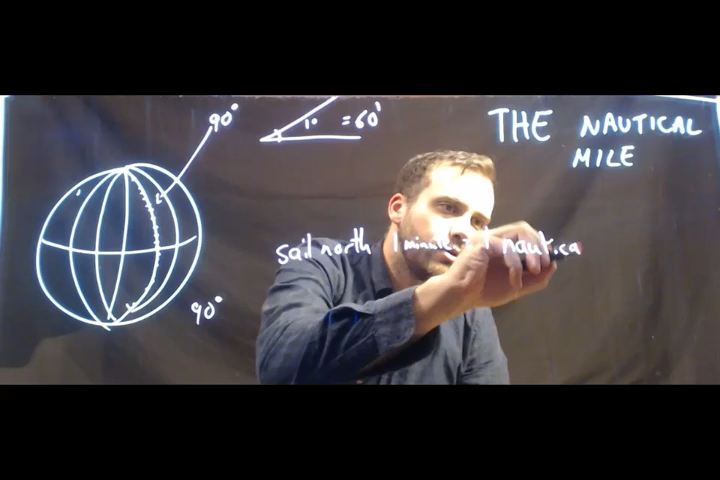 THE NAUTICAL
MILE
90°
1° = 60'
sail north 1 minute 1 nautica
90°